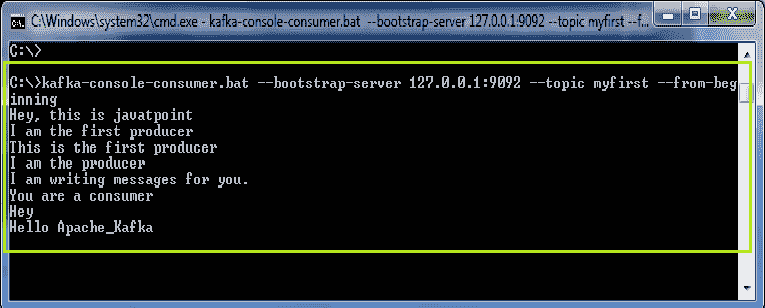 C:\Windows\system32\cmd.exe - kafka-console-consumer.bat --bootstrap-server 127.0.0.1:9092 --topic myfirst --f...
C:\>
C:\>kafka-console-consumer.bat --bootstrap-server 127.0.0.1:9092 --topic myfirst --from-beg
inning
Hey, this is javatpoint
I am the first producer
This is the first producer
I am the producer
I am writing messages for you.
You are a consumer
Hey
Hello Apache_Kafka